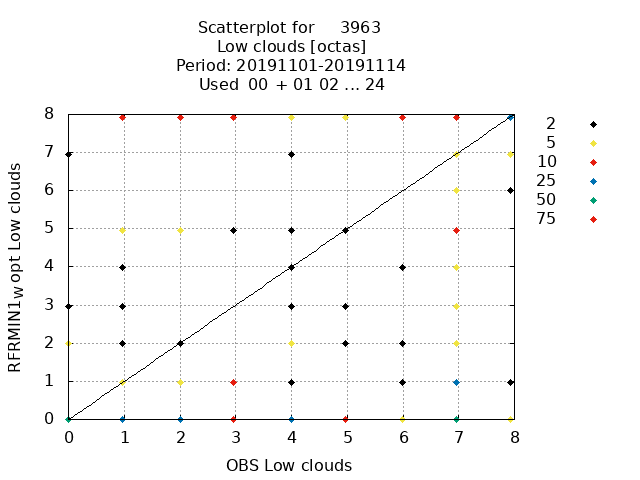 Scatterplot for 3963
Low clouds [octas]
Period: 20191101-20191114
Used 00 + 01 02 ... 24
RFRMIN1w opt Low clouds
8
7
6
5
4
3
2
1
0
0 1 2 3 4 5 6 7 8
OBS Low clouds
2
5
10
25
50
75